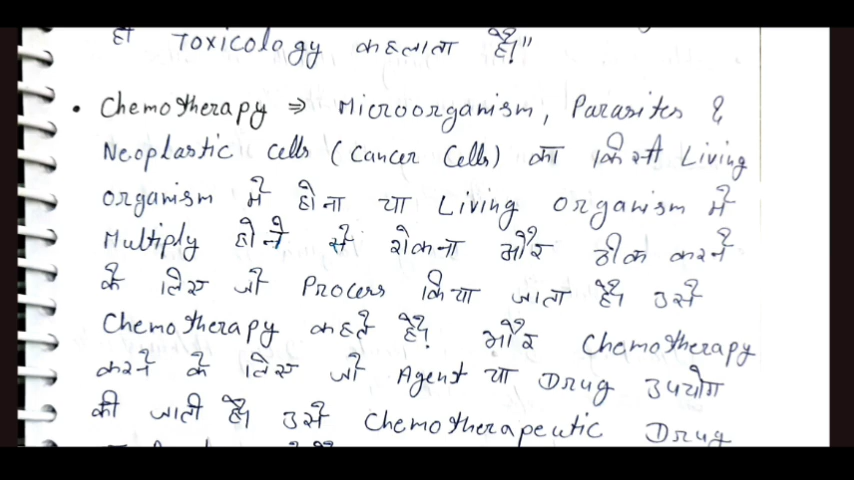 ही Toxicology कहलाता है।"
• Chemotherapy ⇒ Microorganism, Parasites &
Neoplastic cells (Cancer Cells) का किसी Living
organism में होना या Living organism में
Multiply होने से रोकना और ठीक करने
के लिए जो Process किया जाता है। उसे
Chemotherapy कहते है। और Chemotherapy
करने के लिए जो Agent या Drug उपयोग
की जाती है। उसे Chemotherapeutic Drug